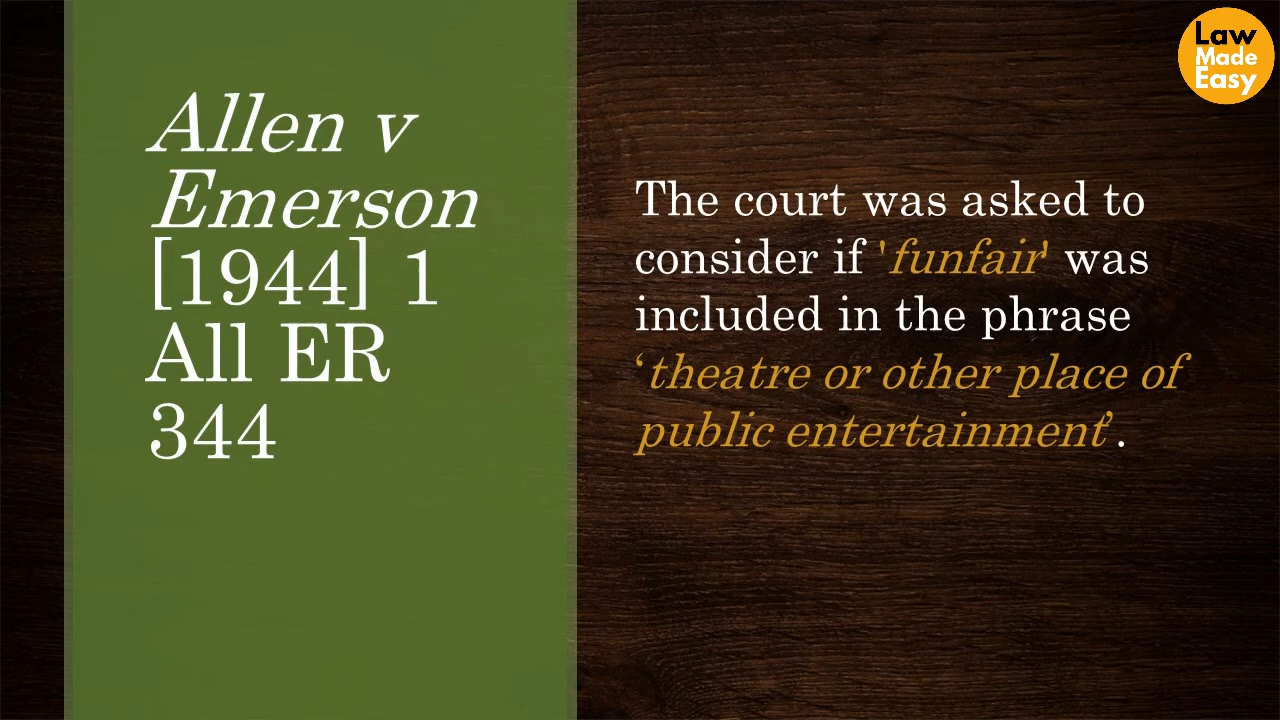 Allen v
Emerson
[1944] 1
All ER
344
The court was asked to
consider if 'funfair' was
included in the phrase
‘theatre or other place of
public entertainment’.
Law
Made
Easy